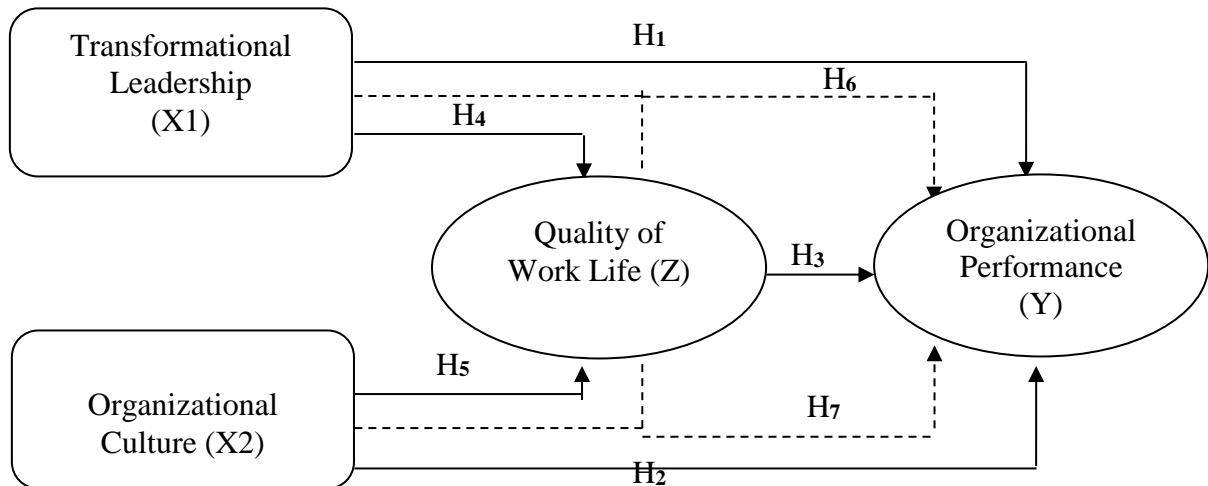 Transformational
Leadership
(X1)
H1
H6
H4
Quality of
Work Life (Z)
H3
Organizational
Performance
(Y)
H5
Organizational
Culture (X2)
H7
H2